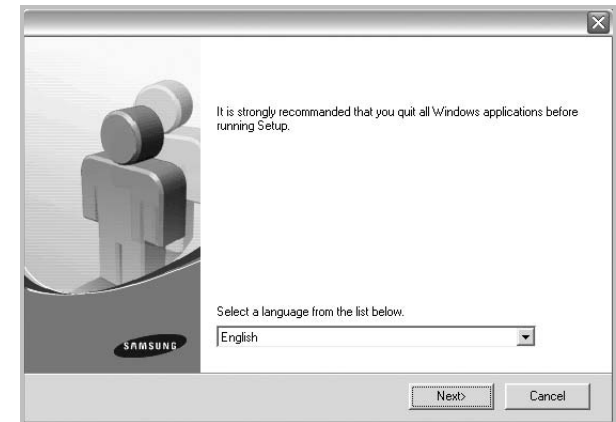 It is strongly recommanded that you quit all Windows applications before
running Setup.
Select a language from the list below.
English
SAMSUNG
Next>
Cancel